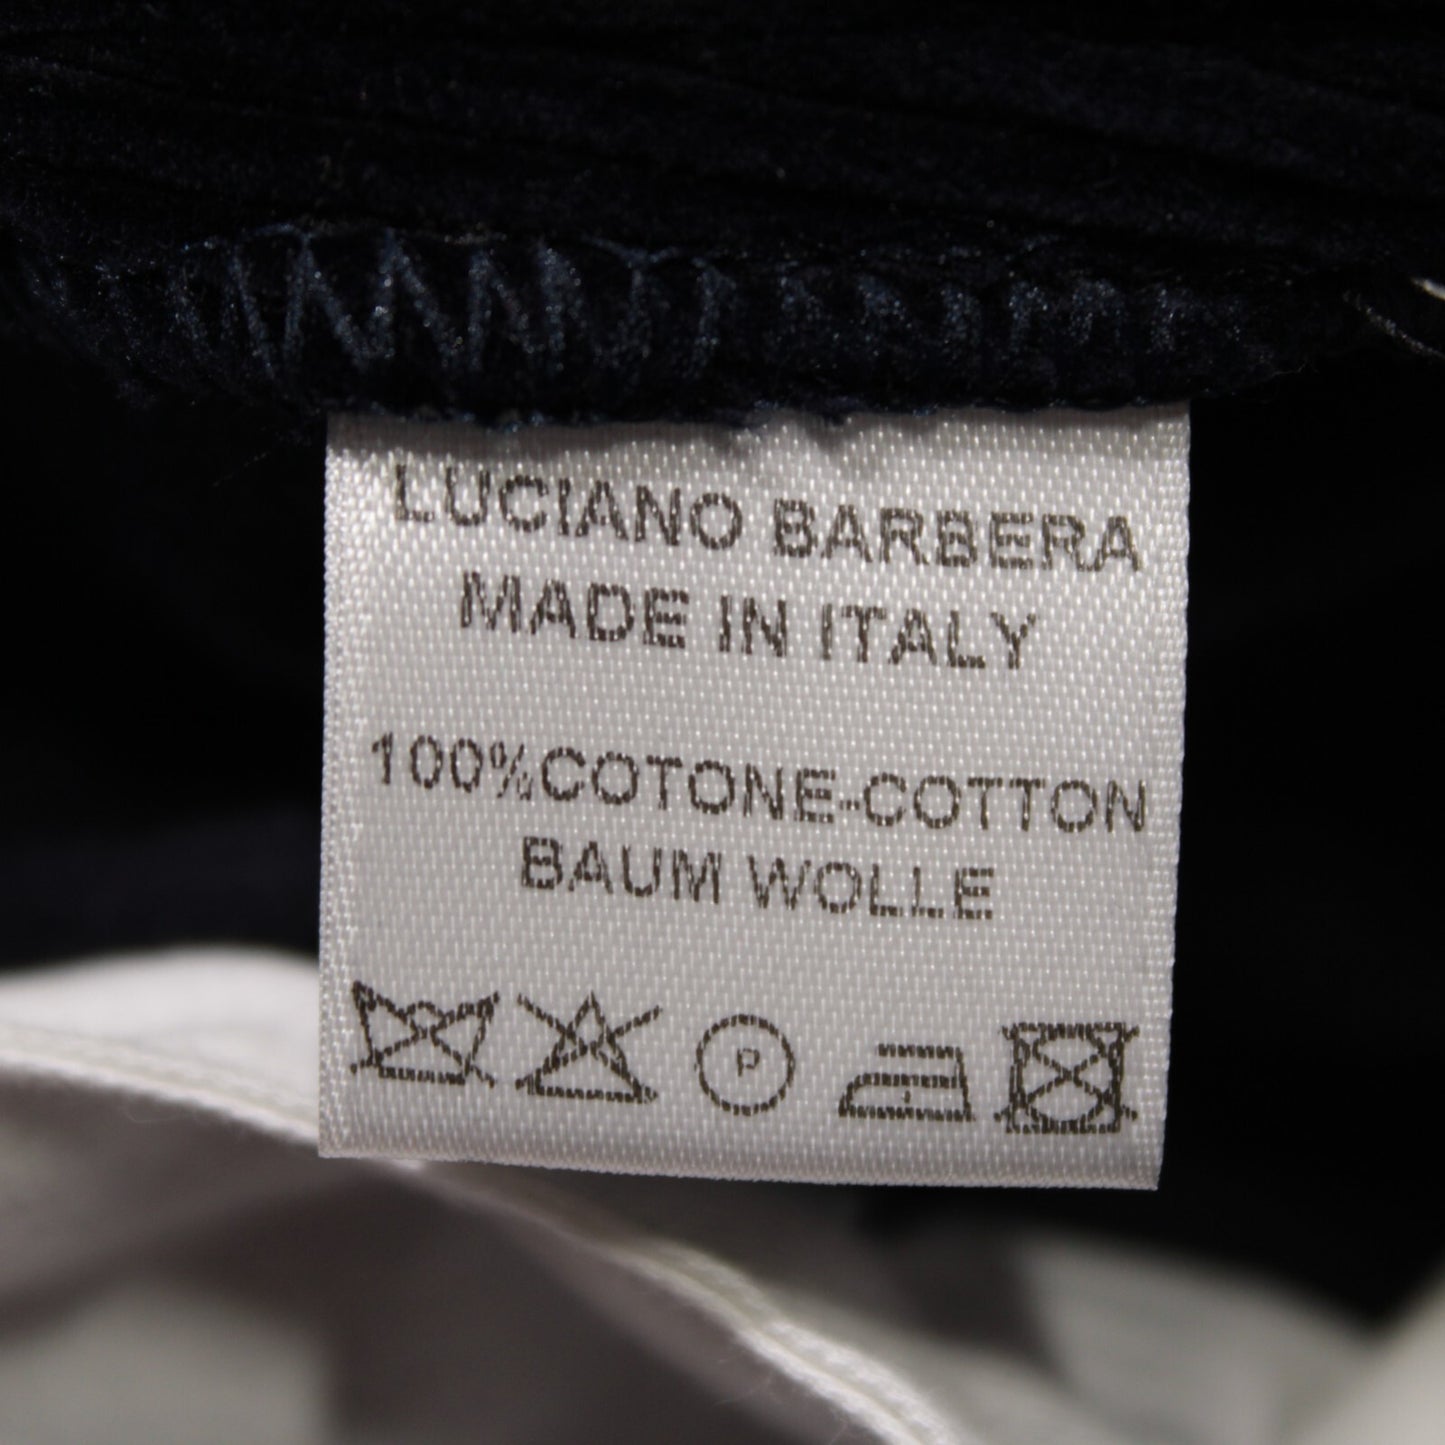 LUCIANO BARBERA
MADE IN ITALY
100%COTONE-COTTON
BAUM WOLLE
P